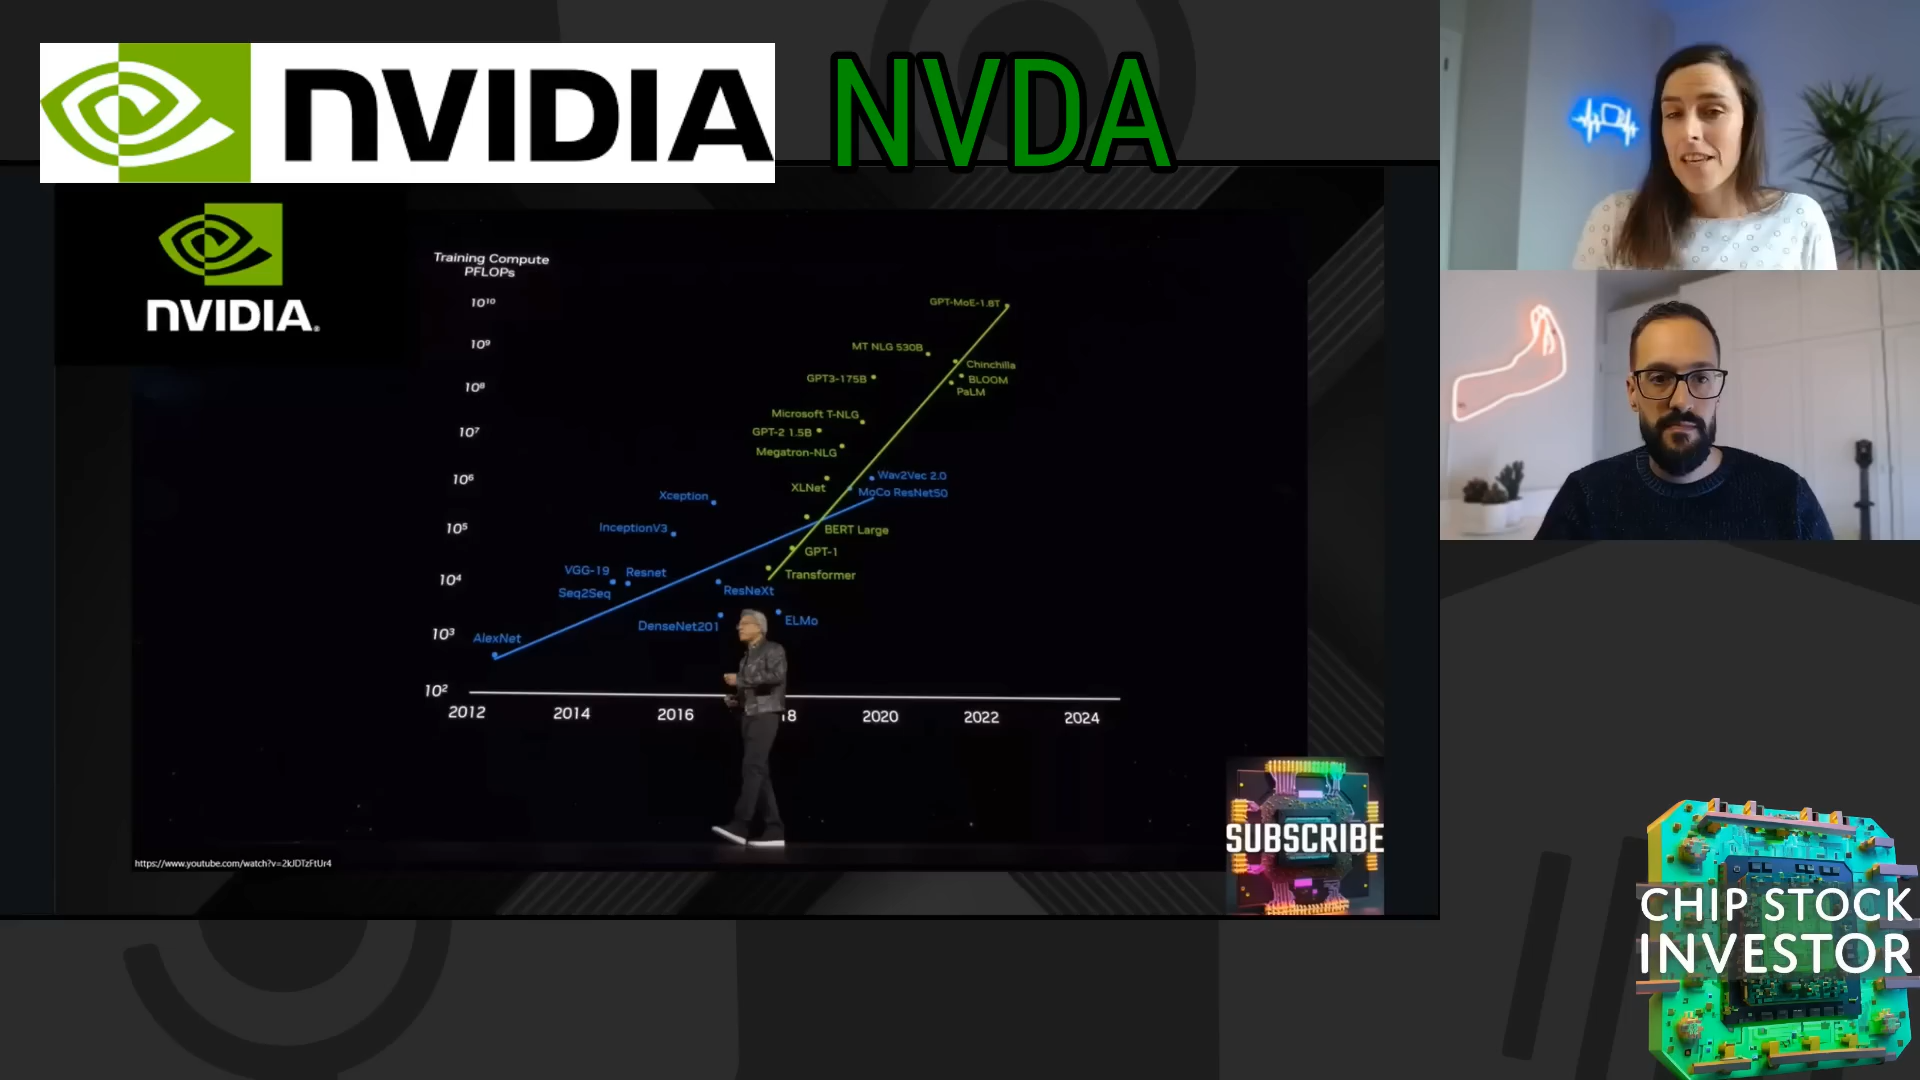 NVIDIA NVDA
NVIDIA
Training Compute
PFLOPs
10¹⁰
10⁹
10⁸
10⁷
10⁶
10⁵
10⁴
10³
10²
GPT-MoE-1.8T
MT NLG 530B
Chinchilla
GPT3-175B
BLOOM
PaLM
Microsoft T-NLG
GPT-2 1.5B
Megatron-NLG
Wav2Vec 2.0
XLNet
MoCo ResNet50
Xception
InceptionV3
BERT Large
GPT-1
VGG-19
Resnet
Transformer
Seq2Seq
ResNeXt
DenseNet201
ELMo
AlexNet
2012 2014 2016 18 2020 2022 2024
https://www.youtube.com/watch?v=2kJDTzFtUr4
SUBSCRIBE
CHIP STOCK
INVESTOR